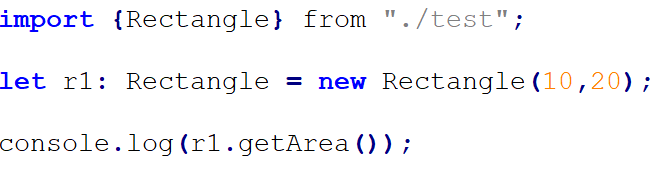 import {Rectangle} from "./test";
let r1: Rectangle = new Rectangle(10,20);
console.log(r1.getArea());